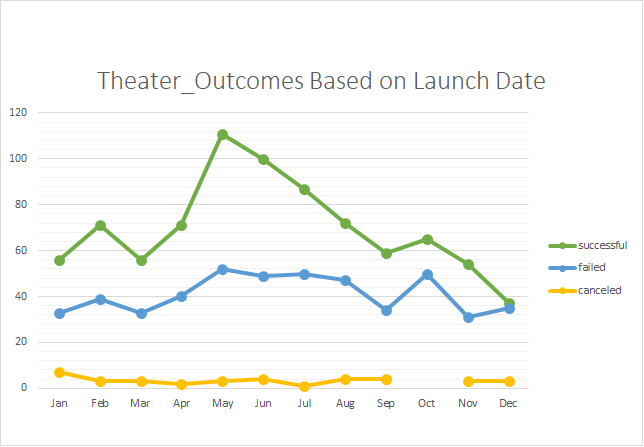 Theater_Outcomes Based on Launch Date
120
100
80
60
40
20
0
Jan Feb Mar Apr May Jun Jul Aug Sep Oct Nov Dec
successful
failed
canceled